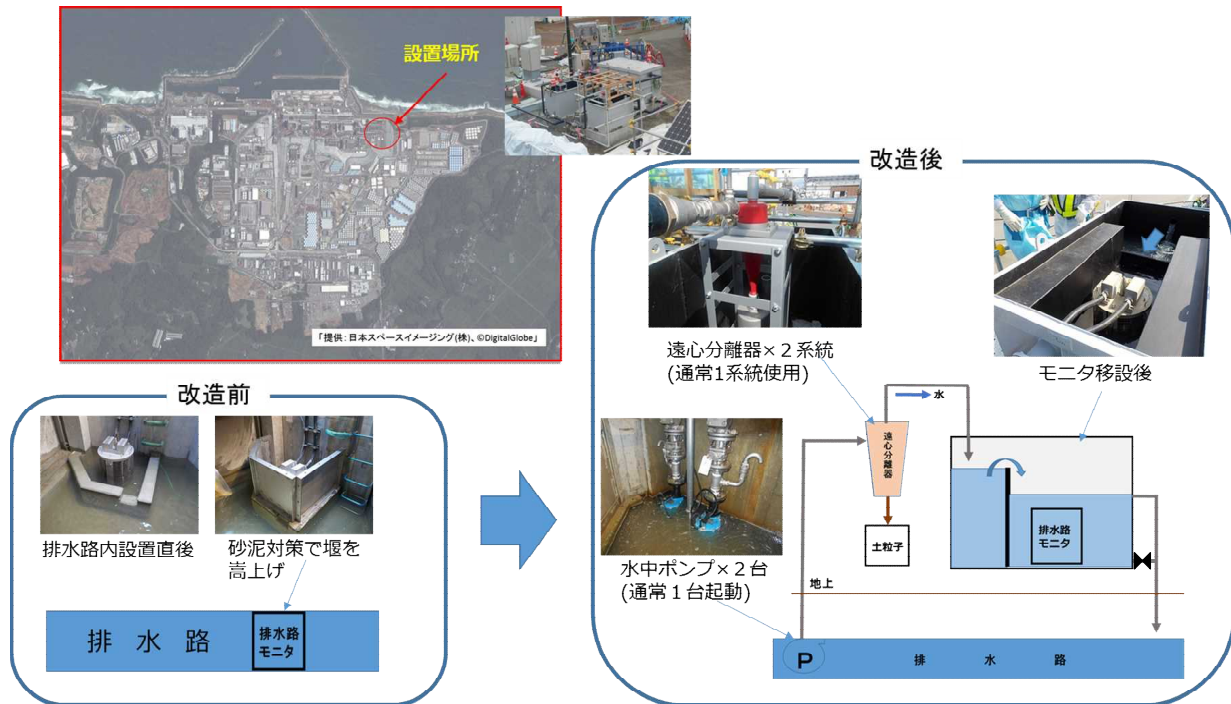 設置場所
「提供：日本スペースイメージング(株)、©DigitalGlobe」
改造前
排水路内設置直後
砂泥対策で堰を
嵩上げ
排 水 路
排水路
モニタ
改造後
遠心分離器×２系統
(通常1系統使用)
モニタ移設後
水
遠心分離器
土粒子
排水路
モニタ
水中ポンプ×２台
(通常１台起動)
地上
P
排 水 路